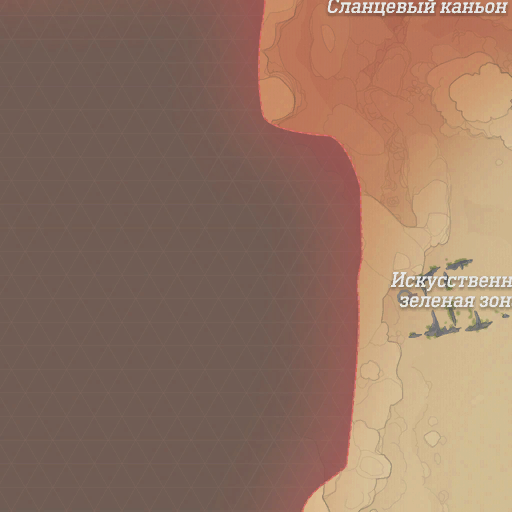 Сланцевый каньон
Искусственн
зеленая зон